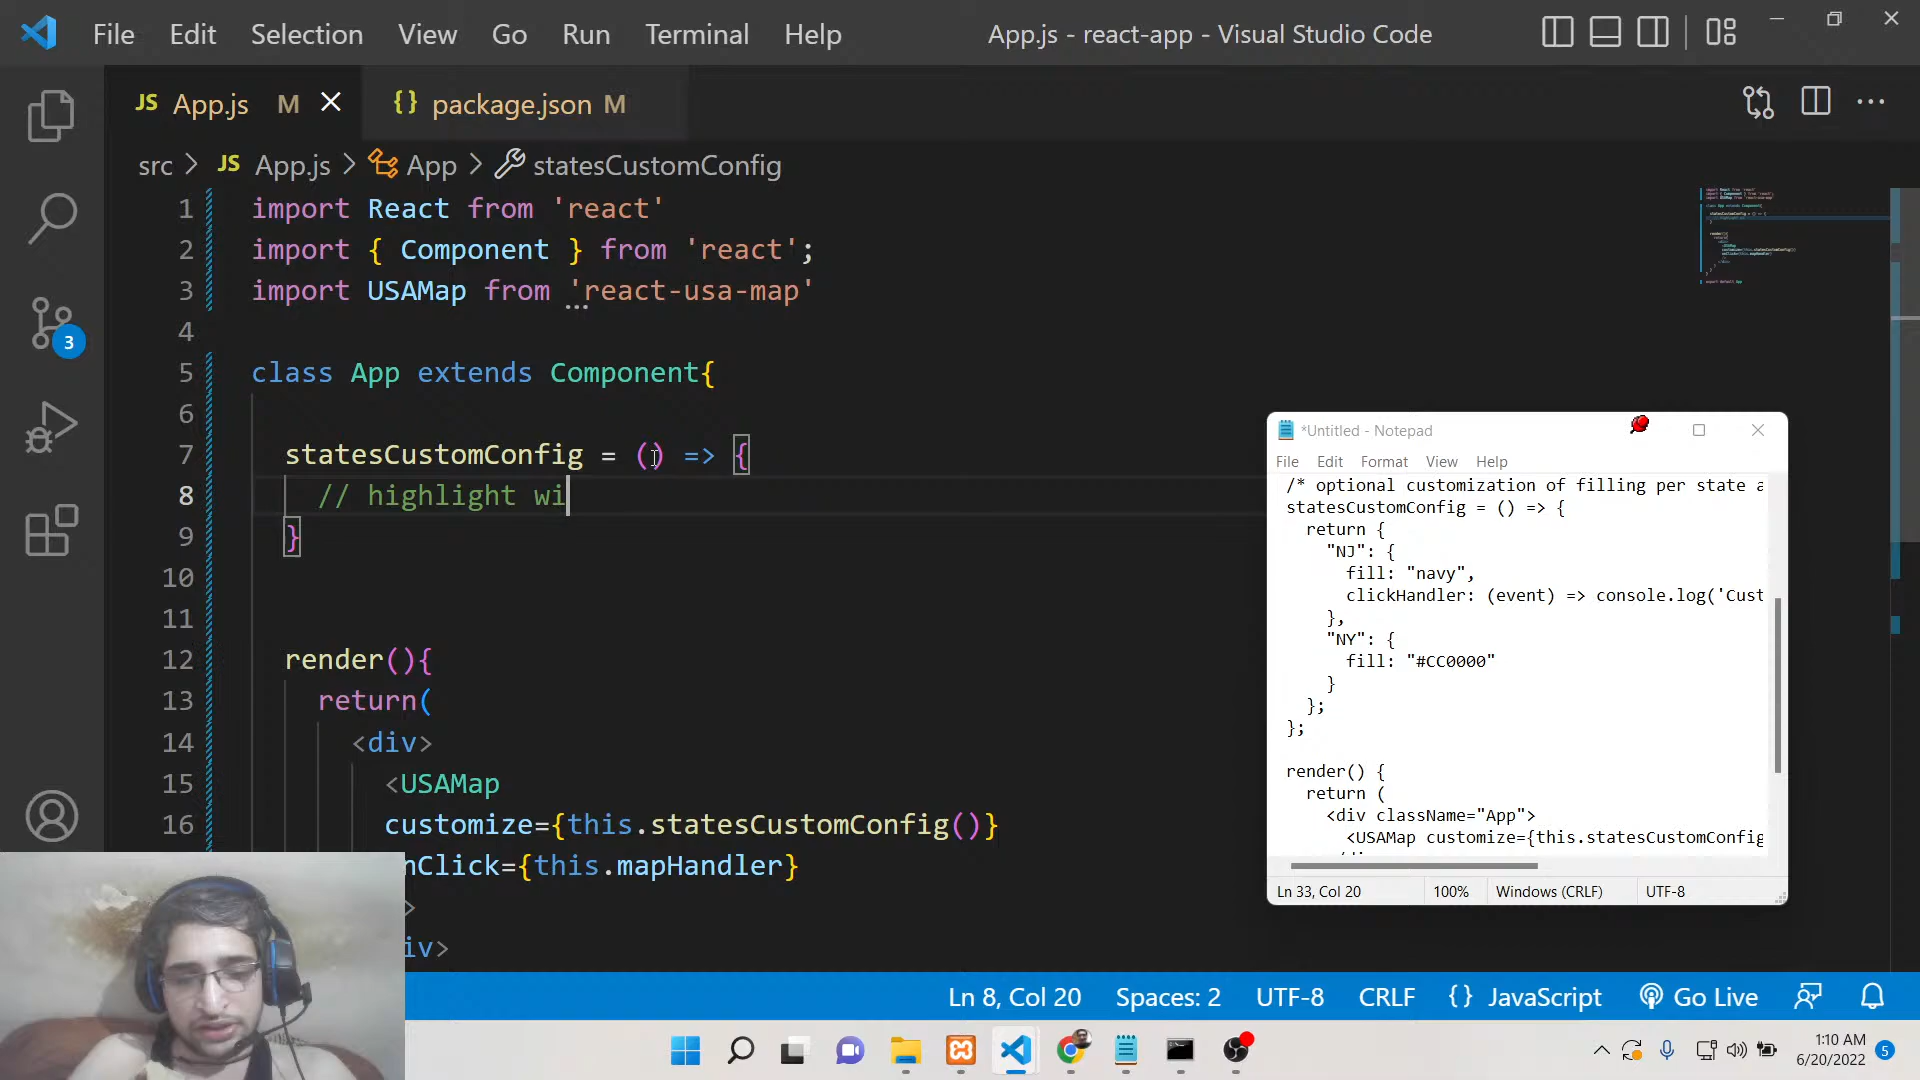 File Edit Selection View Go Run Terminal Help
App.js - react-app - Visual Studio Code
JS App.js M
{} package.json M
src > JS App.js > App > statesCustomConfig
1 import React from 'react'
2 import { Component } from 'react';
3 import USAMap from 'react-usa-map'
4
5 class App extends Component{
6
7 statesCustomConfig = () => {
8 // highlight wi
9 }
10
11
12 render(){
13 return(
14 <div>
15 <USAMap
16 customize={this.statesCustomConfig()}
nClick={this.mapHandler}
>
iv>
3
*Untitled - Notepad
File Edit Format View Help
/* optional customization of filling per state a
statesCustomConfig = () => {
return {
"NJ": {
fill: "navy",
clickHandler: (event) => console.log('Cust
},
"NY": {
fill: "#CC0000"
}
};
};
render() {
return (
<div className="App">
<USAMap customize={this.statesCustomConfig
Ln 33, Col 20 100% Windows (CRLF) UTF-8
Ln 8, Col 20 Spaces: 2 UTF-8 CRLF {} JavaScript Go Live
1:10 AM
6/20/2022 5